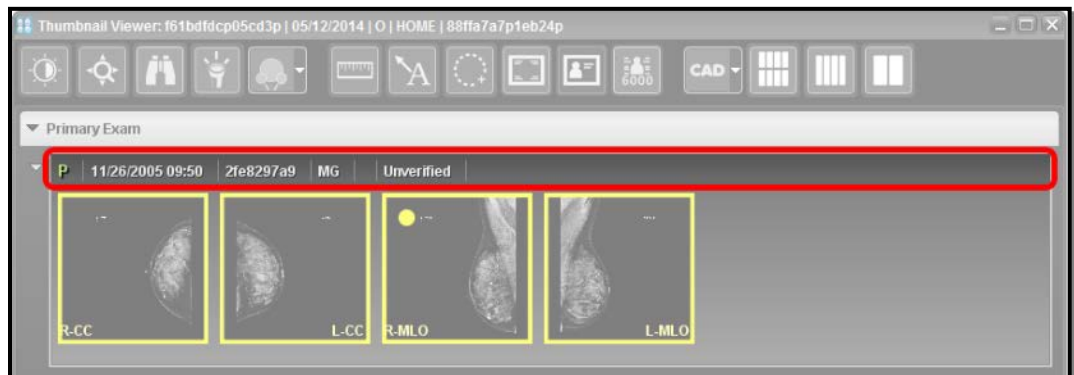 Thumbnail Viewer: f61bdfdcp05cd3p | 05/12/2014 | O | HOME | 88ffa7a7p1eb24p
A 6000 CAD
Primary Exam
P 11/26/2005 09:50 2fe8297a9 MG Unverified
R-CC L-CC R-MLO L-MLO